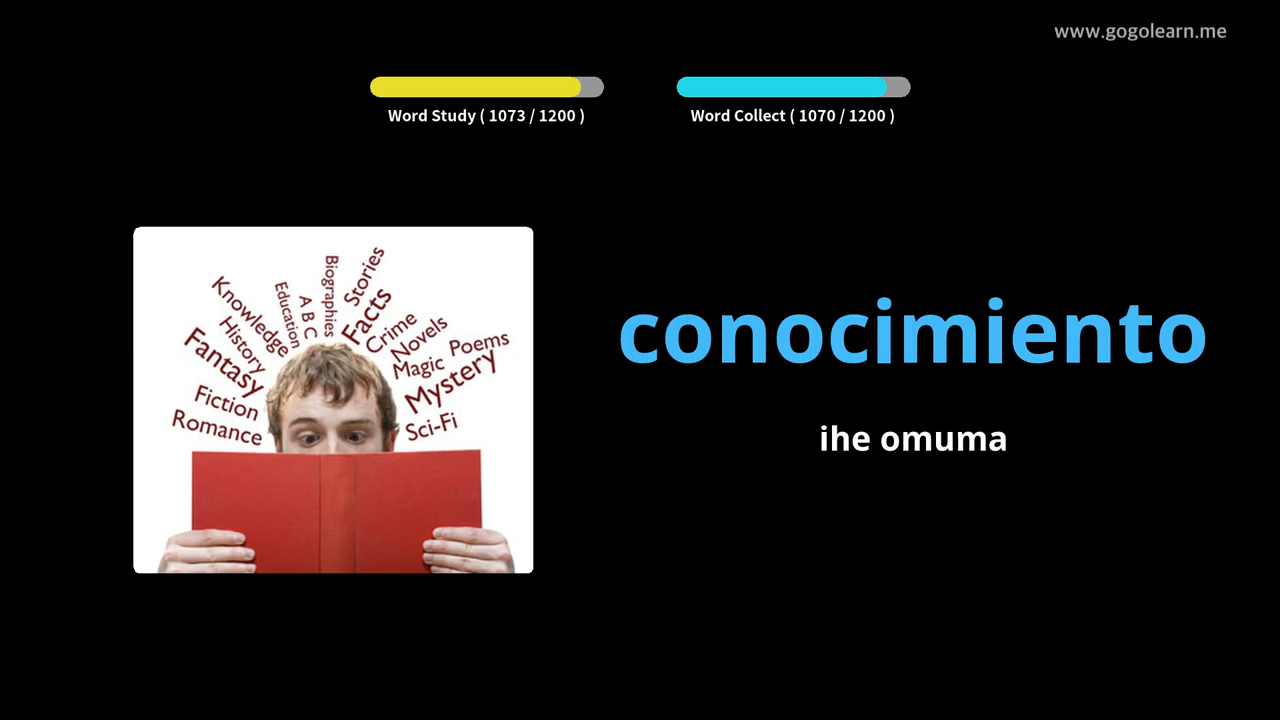 www.gogolearn.me
Word Study ( 1073 / 1200 )
Word Collect ( 1070 / 1200 )
conocimiento
ihe omuma
Knowledge
History
Fantasy
Fiction
Romance
Education
A B C
Biographies
Stories
Facts
Crime
Novels
Magic
Poems
Mystery
Sci-Fi